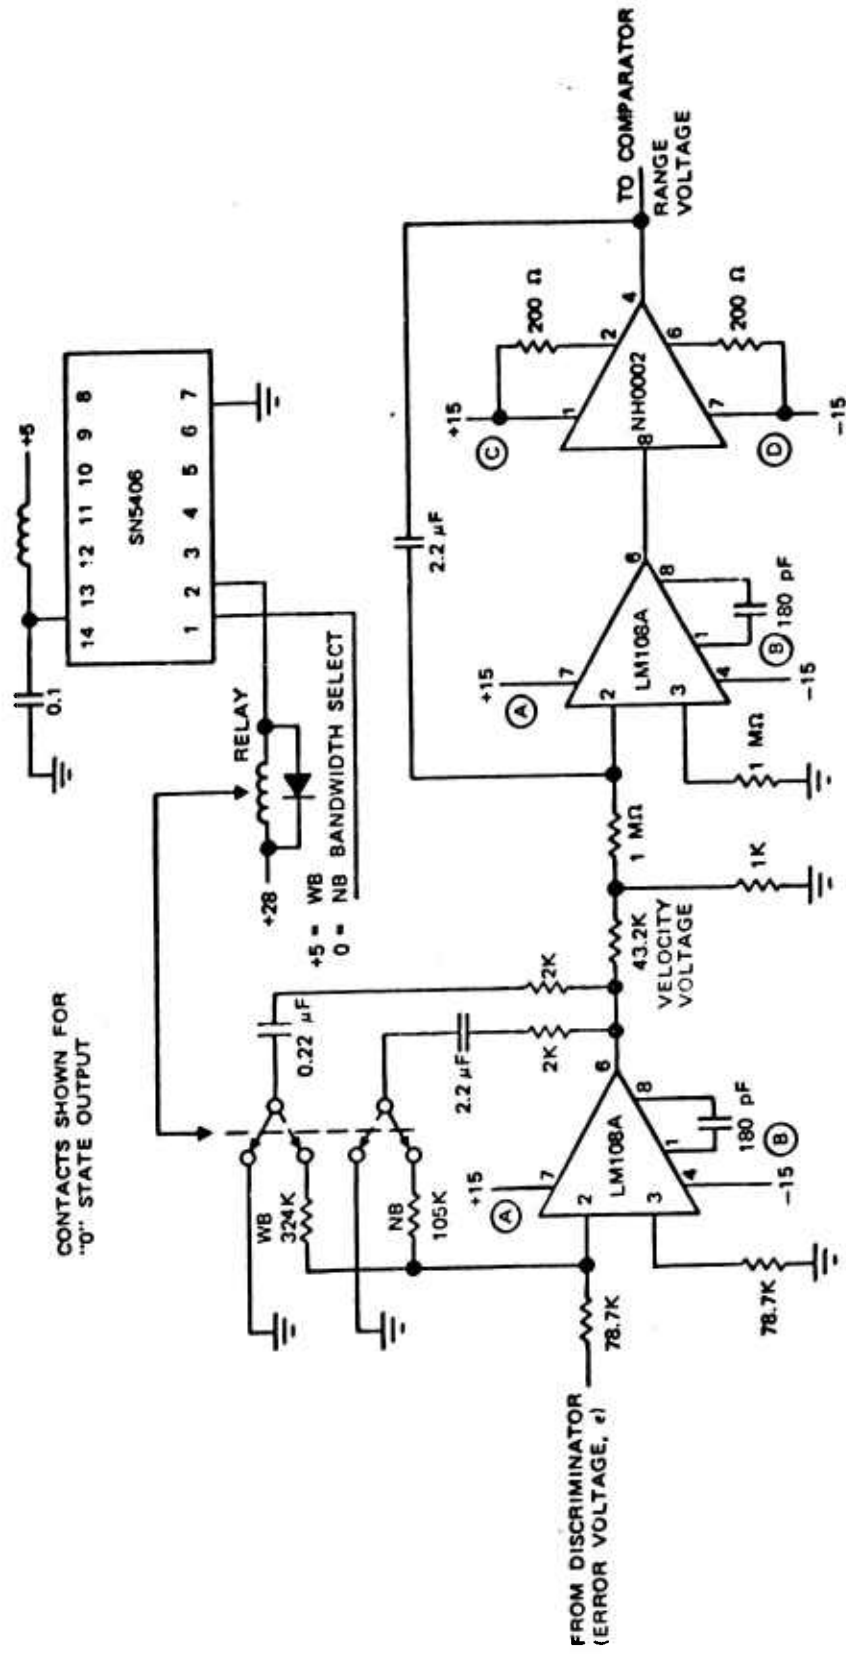 CONTACTS SHOWN FOR
"0" STATE OUTPUT
0.1
+5
14 13 12 11 10 9 8
SN5406
1 2 3 4 5 6 7
RELAY
+28
+5 = WB
0 = NB BANDWIDTH SELECT
WB
324K
0.22 µF
NB
105K
2.2 µF
2K
2K
2.2 µF
FROM DISCRIMINATOR
(ERROR VOLTAGE, e)
78.7K
78.7K
+15
A
7
2
LM108A
6
3
8
1
4
180 pF
B
-15
43.2K
VELOCITY
VOLTAGE
1 MΩ
1K
1 MΩ
+15
A
7
2
LM108A
6
3
8
1
4
180 pF
B
-15
+15
C
1
2
200 Ω
8
NH0002
4
6
7
200 Ω
D
-15
TO COMPARATOR
RANGE
VOLTAGE